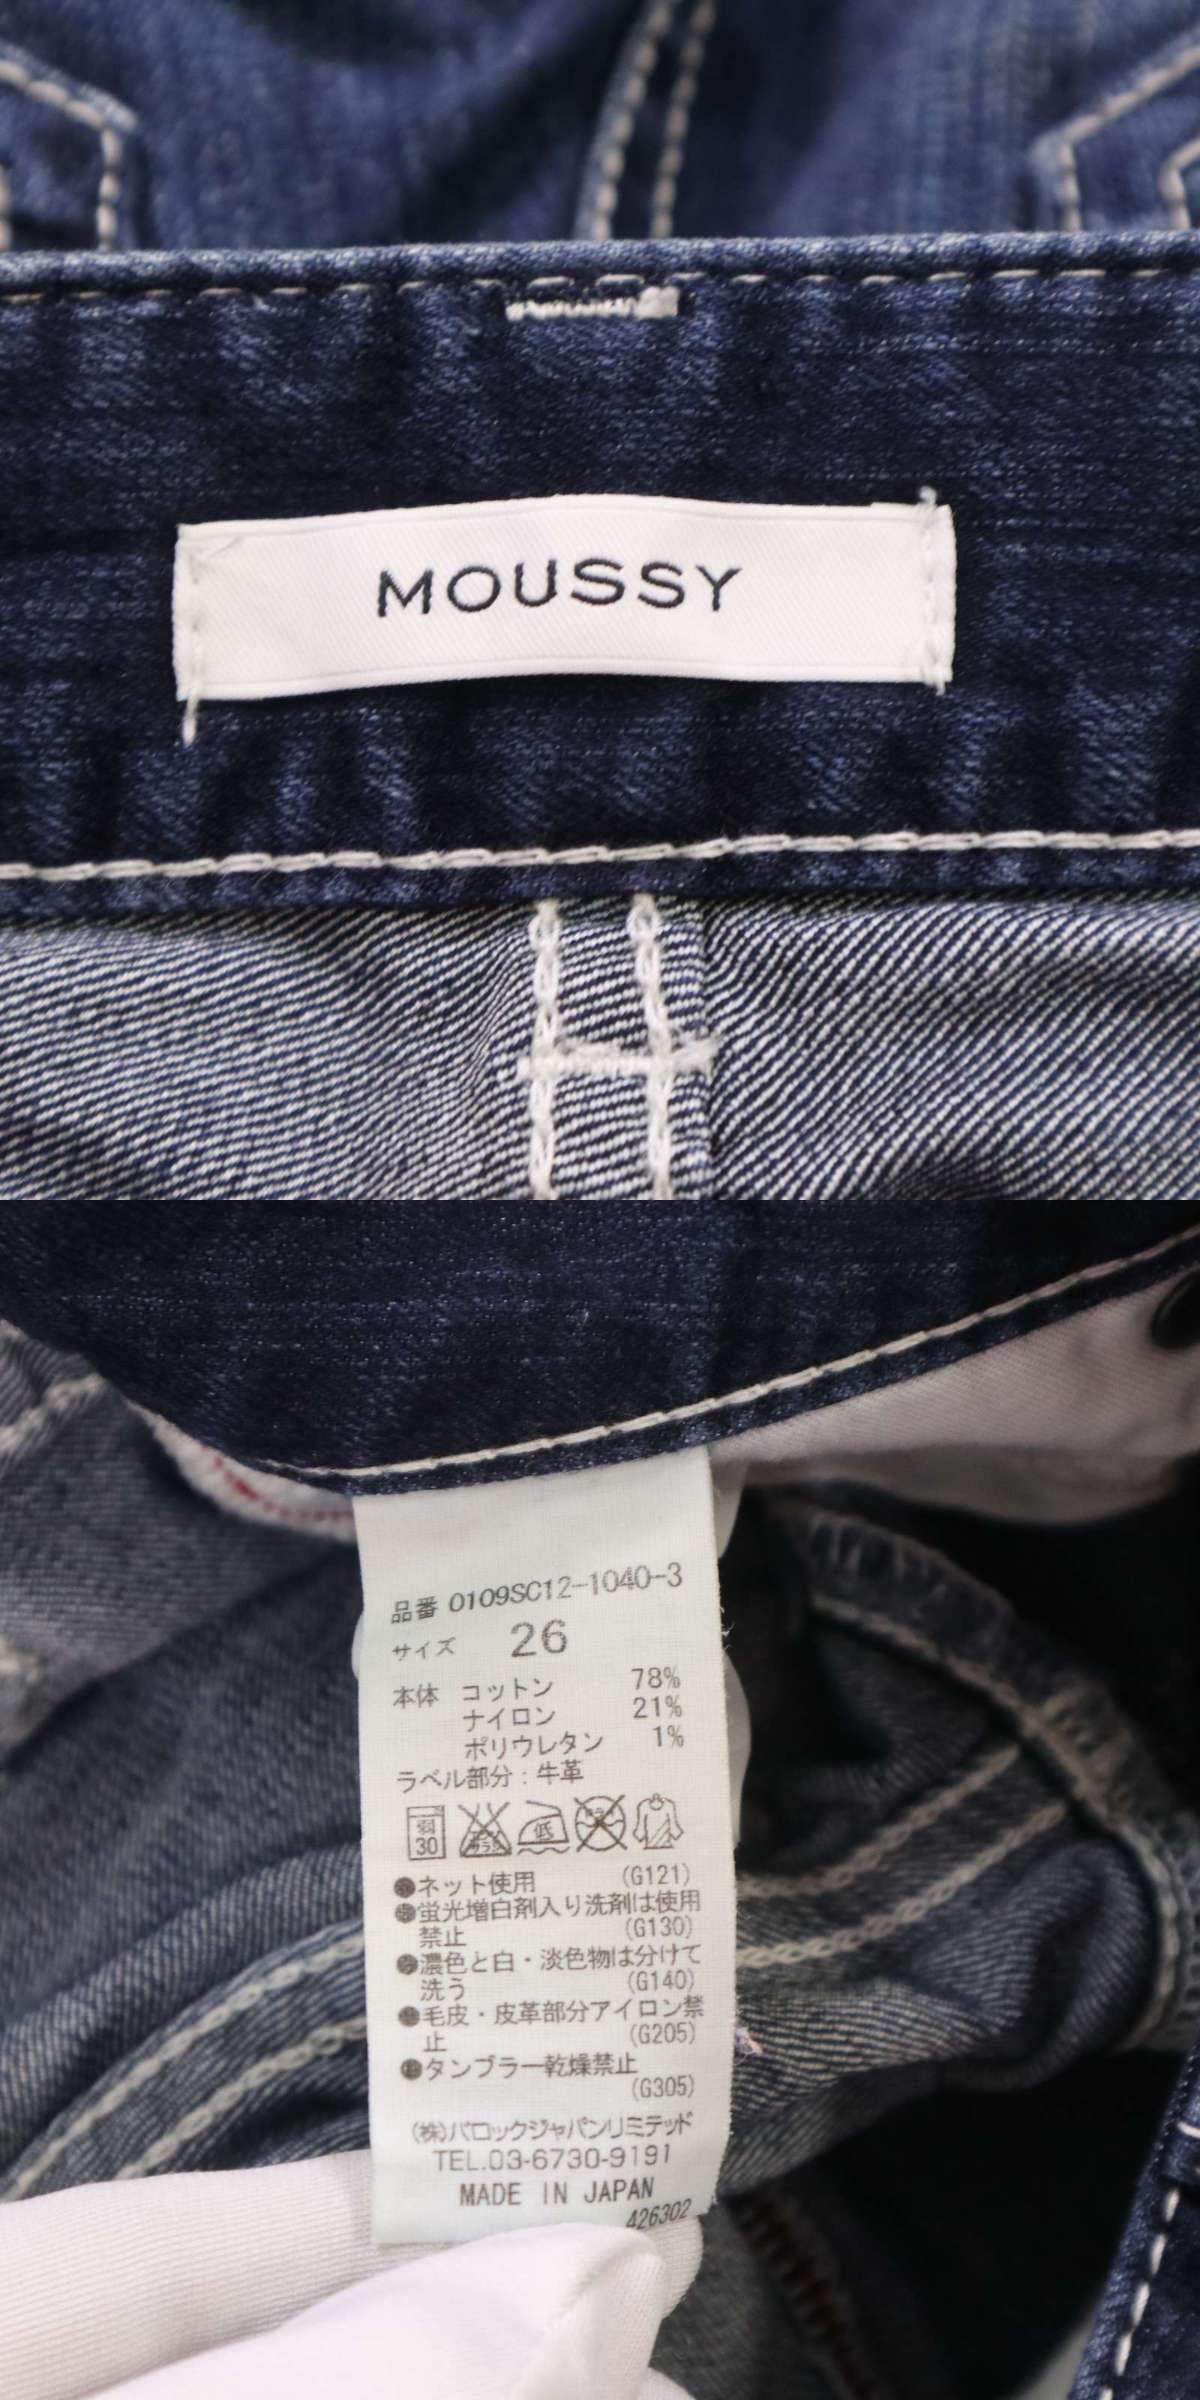 MOUSSY
品番 0109SC12-1040-3
サイズ 26
本体 コットン 78%
ナイロン 21%
ポリウレタン 1%
ラベル部分:牛革
弱 30 低
●ネット使用 (G121)
●蛍光増白剤入り洗剤は使用
禁止 (G130)
●濃色と白・淡色物は分けて
洗う (G140)
●毛皮・皮革部分アイロン禁
止 (G205)
●タンブラー乾燥禁止
(G305)
(株)バロックジャパンリミテッド
TEL.03-6730-9191
MADE IN JAPAN
426302